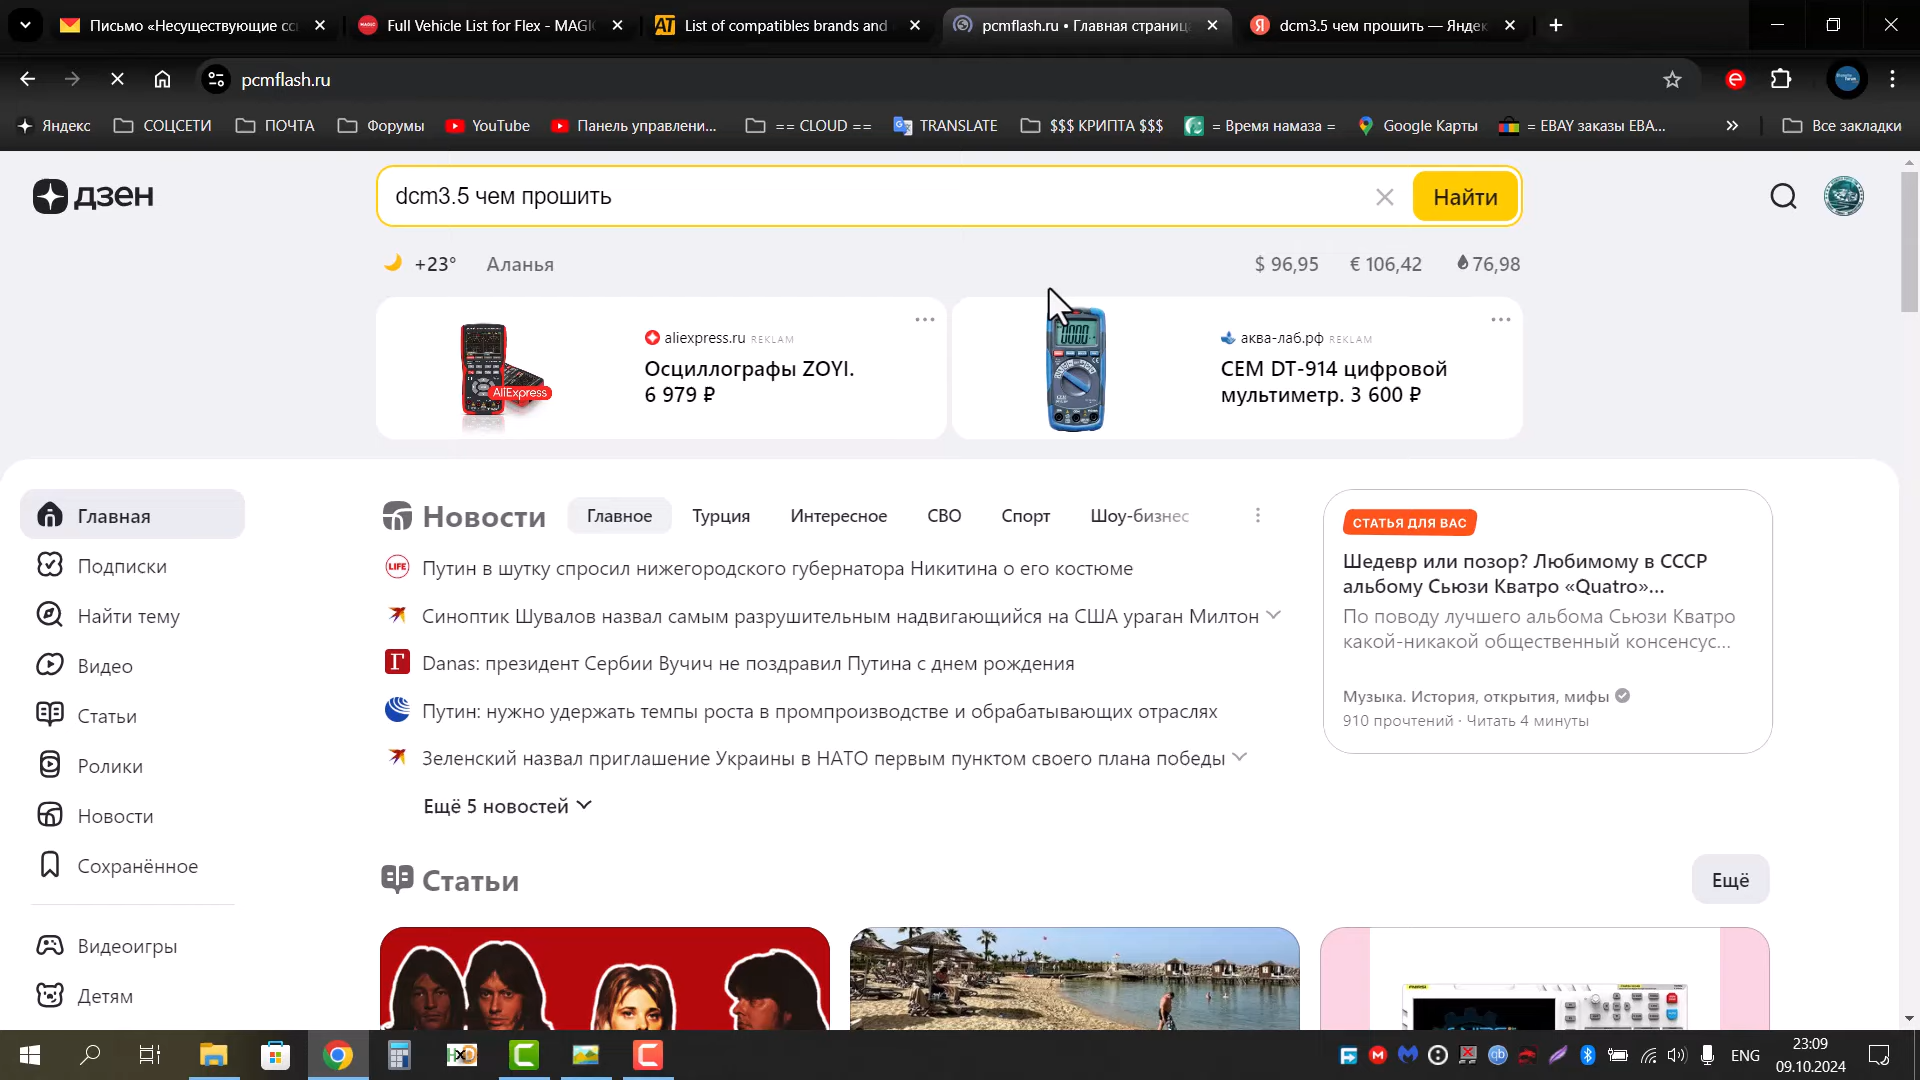 Письмо «Несуществующие сс
Full Vehicle List for Flex - MAGIC
List of compatibles brands and
pcmflash.ru • Главная страница
dcm3.5 чем прошить — Яндек
pcmflash.ru
Яндекс
СОЦСЕТИ
ПОЧТА
Форумы
YouTube
Панель управлени...
== CLOUD ==
TRANSLATE
$$$ КРИПТА $$$
= Время намаза =
Google Карты
= EBAY заказы EBA...
Все закладки
дзен
dcm3.5 чем прошить
Найти
+23°
Аланья
$ 96,95
€ 106,42
76,98
aliexpress.ru REKLAM
Осциллографы ZOYI.
6 979 ₽
AliExpress
аква-лаб.рф REKLAM
CEM DT-914 цифровой
мультиметр. 3 600 ₽
Главная
Подписки
Найти тему
Видео
Статьи
Ролики
Новости
Сохранённое
Видеоигры
Детям
Новости
Главное
Турция
Интересное
СВО
Спорт
Шоу-бизнес
LIFE
Путин в шутку спросил нижегородского губернатора Никитина о его костюме
Синоптик Шувалов назвал самым разрушительным надвигающийся на США ураган Милтон
Г
Danas: президент Сербии Вучич не поздравил Путина с днем рождения
Путин: нужно удержать темпы роста в промпроизводстве и обрабатывающих отраслях
Зеленский назвал приглашение Украины в НАТО первым пунктом своего плана победы
Ещё 5 новостей
СТАТЬЯ ДЛЯ ВАС
Шедевр или позор? Любимому в СССР
альбому Сьюзи Кватро «Quatro»...
По поводу лучшего альбома Сьюзи Кватро
какой-никакой общественный консенсус...
Музыка. История, открытия, мифы
910 прочтений · Читать 4 минуты
Статьи
Ещё
ENG
23:09
09.10.2024